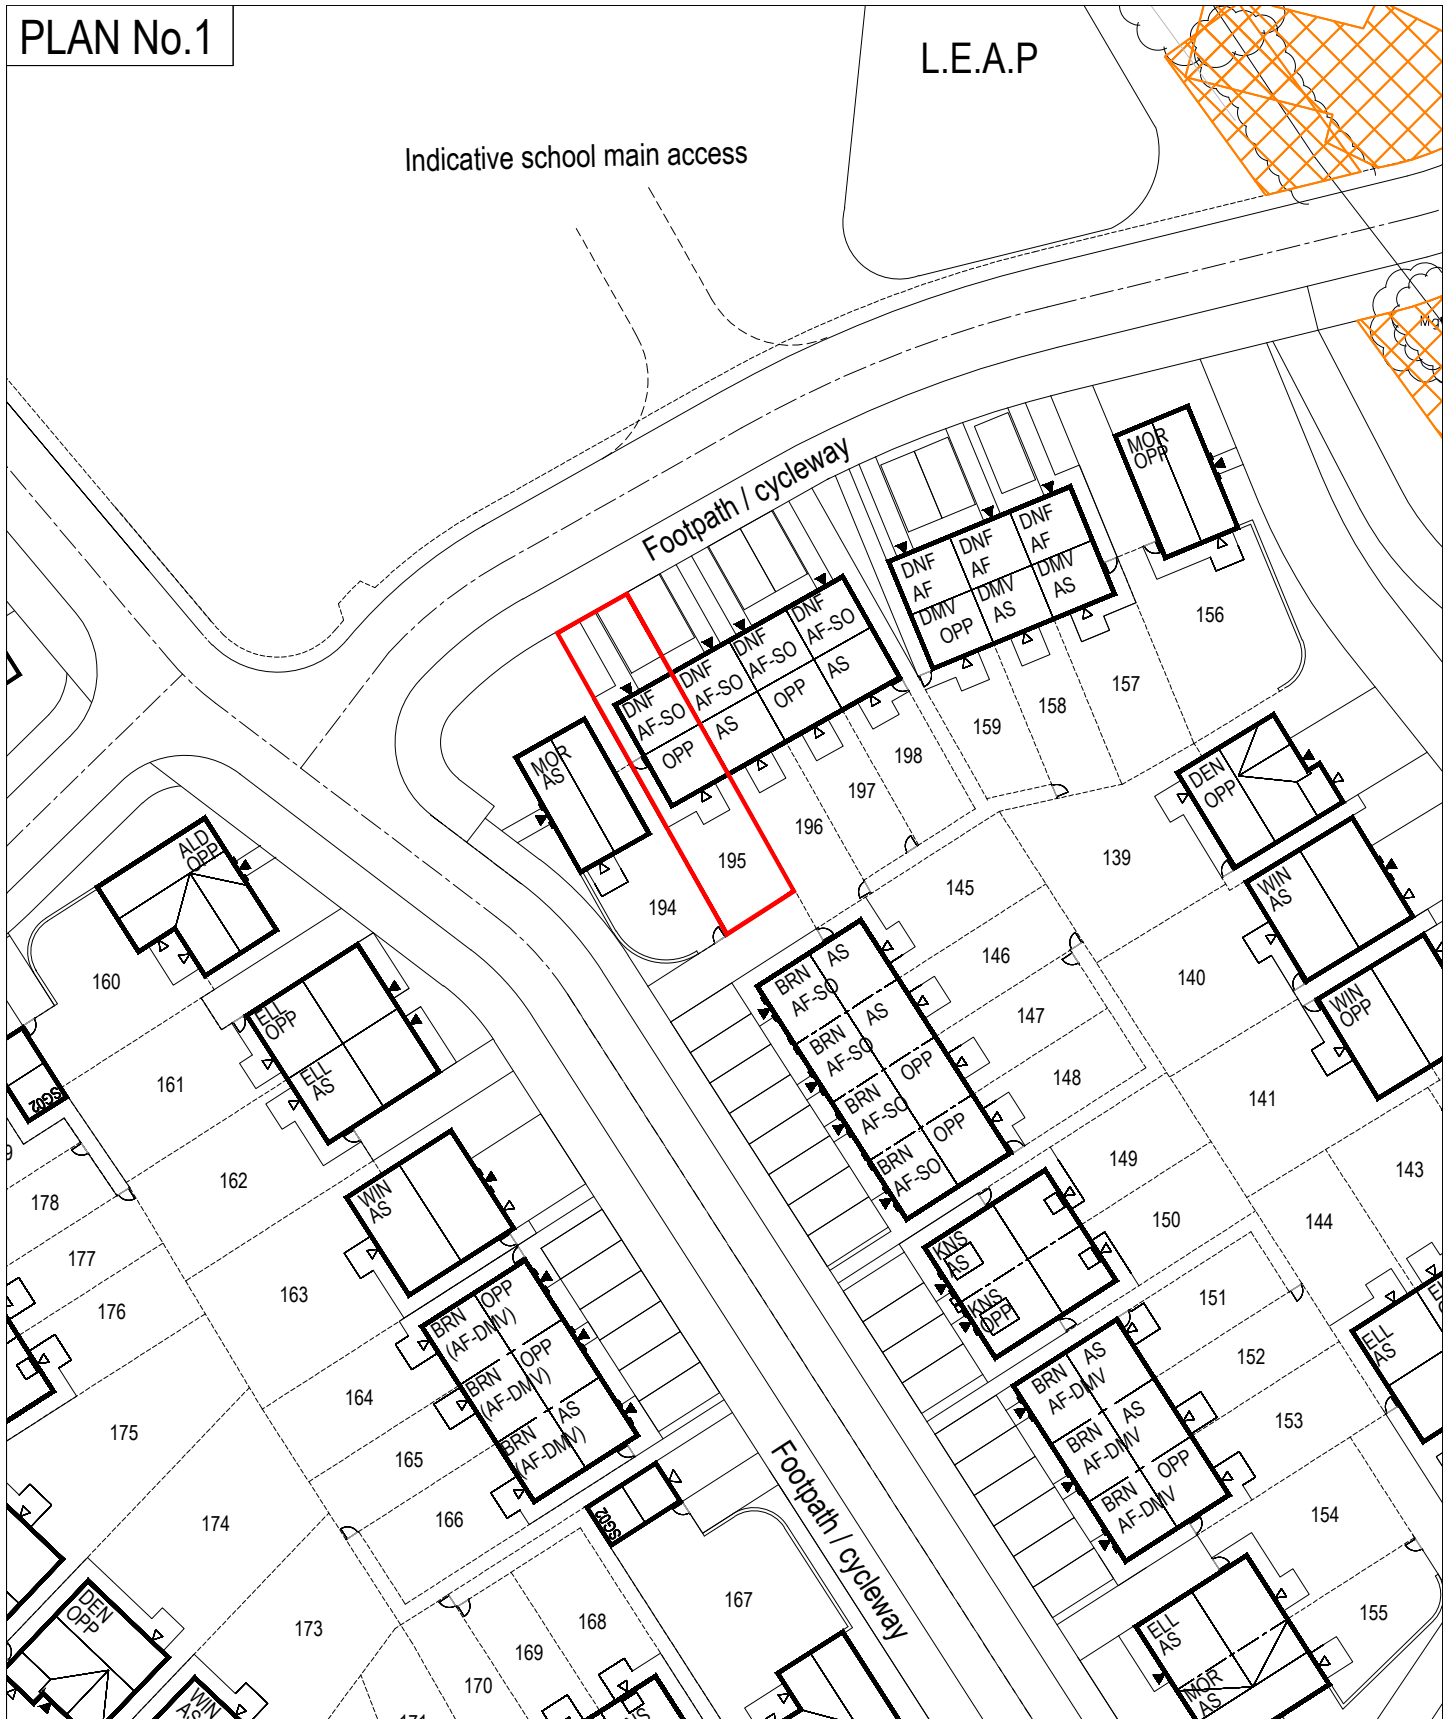 PLAN No.1
L.E.A.P
Indicative school main access
Footpath / cycleway
MOR
OPP
DNF
AF
DNF
AF
DNF
AF
DMV
OPP
DMV
AS
DMV
AS
156
157
158
159
DNF
AF-SO
DNF
AF-SO
DNF
AF-SO
DNF
AF-SO
OPP
AS
OPP
AS
MOR
AS
194
195
196
197
198
DEN
OPP
139
WIN
AS
140
WIN
OPP
141
143
144
145
146
147
148
149
150
151
152
153
154
155
ALD
OPP
160
ELL
OPP
ELL
AS
161
162
WIN
AS
163
BRN
AF-SO
AS
BRN
AF-SO
AS
BRN
AF-SO
OPP
BRN
AF-SO
OPP
KNS
AS
KNS
OPP
BRN
(AF-DMV)
OPP
BRN
(AF-DMV)
OPP
BRN
(AF-DMV)
AS
164
165
166
BRN
AF-DMV
AS
BRN
AF-DMV
AS
BRN
AF-DMV
OPP
ELL
AS
ELL
AS
MOR
AS
SG02
SG02
Footpath / cycleway
167
168
169
170
173
174
175
176
177
178
DEN
OPP
WIN